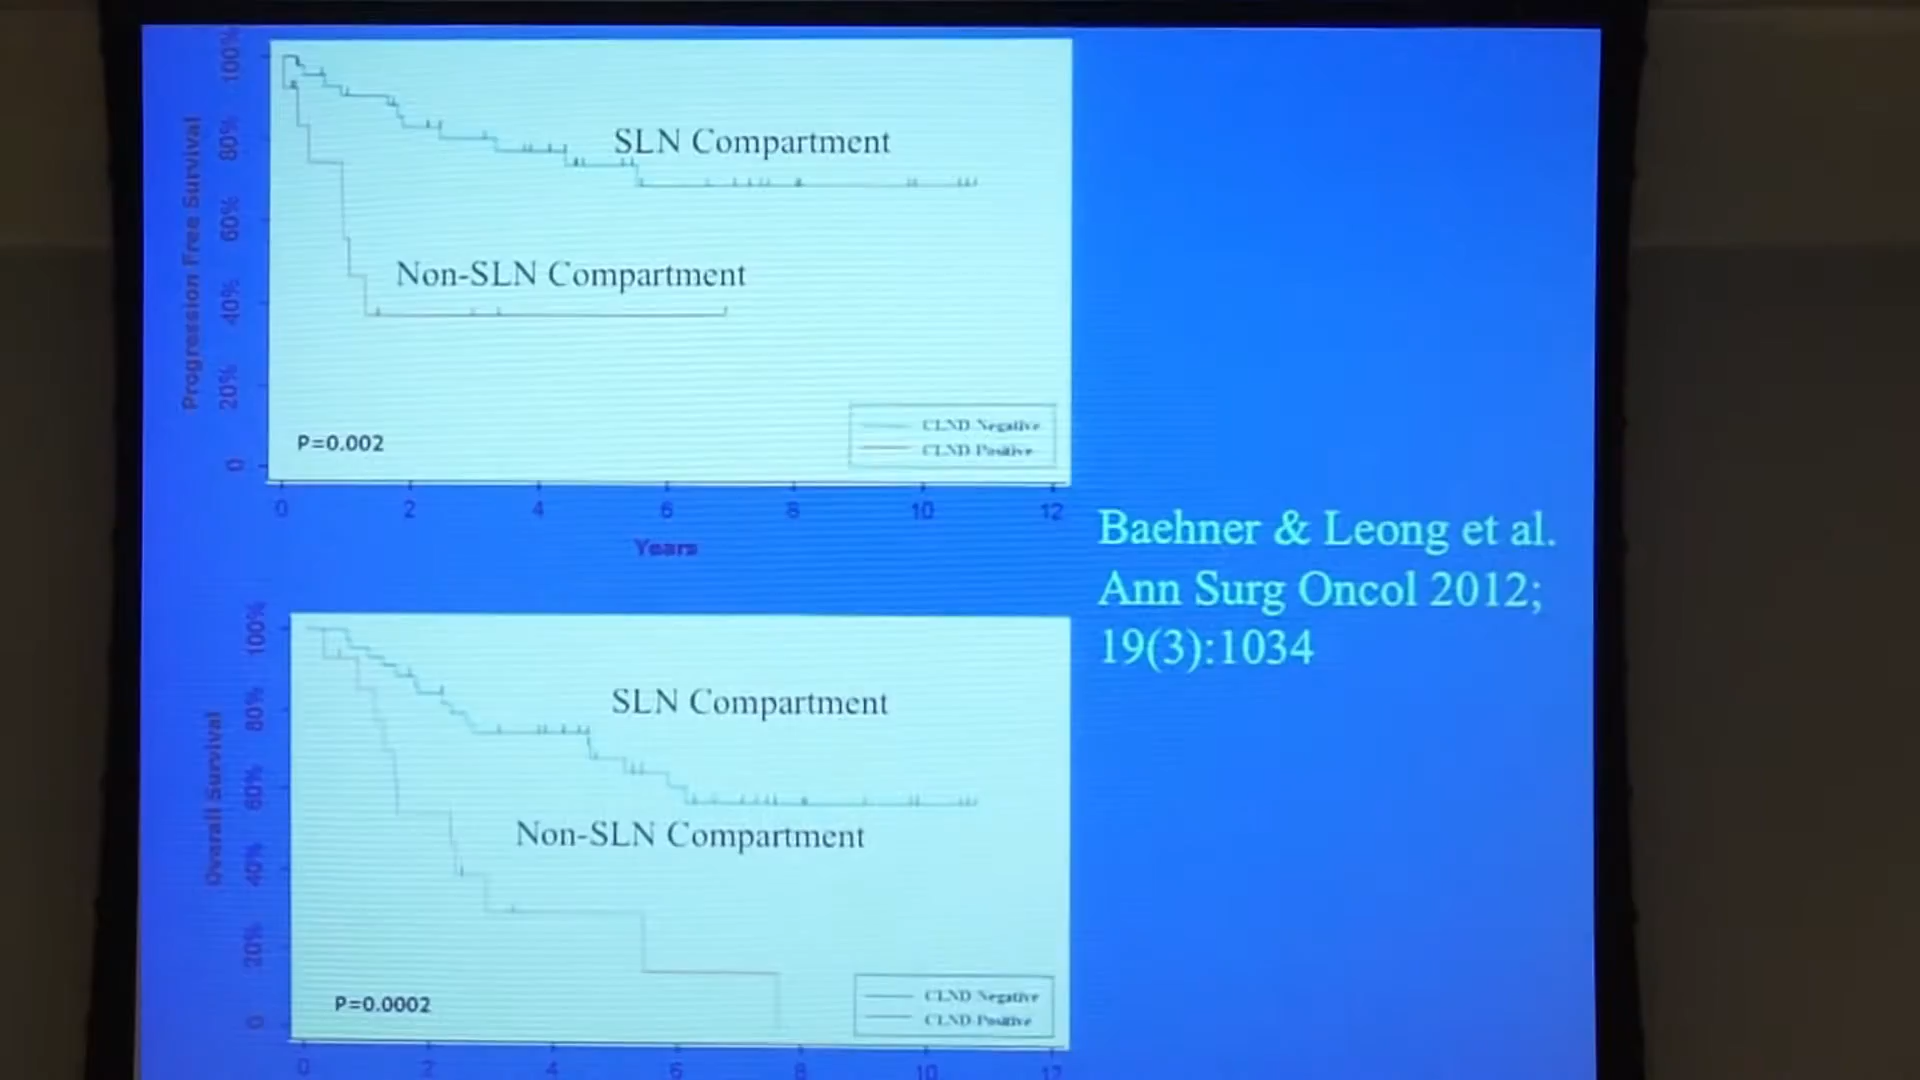 Progression Free Survival
100%
80%
60%
40%
20%
0
SLN Compartment
Non-SLN Compartment
P=0.002
CLND Negative
CLND Positive
0 2 4 6 8 10 12
Years
Baehner & Leong et al.
Ann Surg Oncol 2012;
19(3):1034
Overall Survival
100%
80%
60%
40%
20%
0
SLN Compartment
Non-SLN Compartment
P=0.0002
CLND Negative
CLND Positive
0 2 4 6 8 10 12